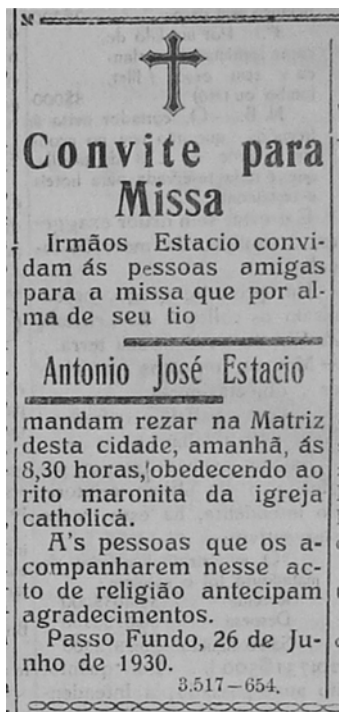 Convite para
Missa
Irmãos Estacio convi-
dam ás pessoas amigas
para a missa que por al-
ma de seu tio
Antonio José Estacio
mandam rezar na Matriz
desta cidade, amanhã, ás
8,30 horas, obedecendo ao
rito maronita da igreja
catholica.
A's pessoas que os a-
companharem nesse ac-
to de religião antecipam
agradecimentos.
Passo Fundo, 26 de Ju-
nho de 1930.
3.517—654.